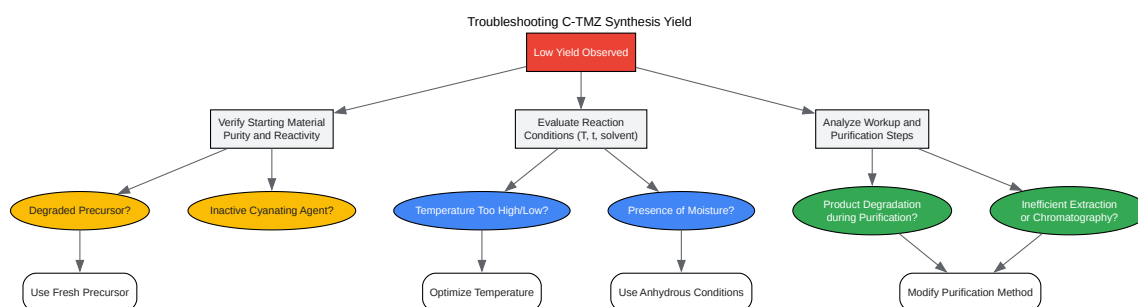 Troubleshooting C-TMZ Synthesis Yield
Low Yield Observed
Verify Starting Material
Purity and Reactivity
Evaluate Reaction
Conditions (T, t, solvent)
Analyze Workup and
Purification Steps
Degraded Precursor?
Inactive Cyanating Agent?
Temperature Too High/Low?
Presence of Moisture?
Product Degradation
during Purification?
Inefficient Extraction
or Chromatography?
Use Fresh Precursor
Optimize Temperature
Use Anhydrous Conditions
Modify Purification Method